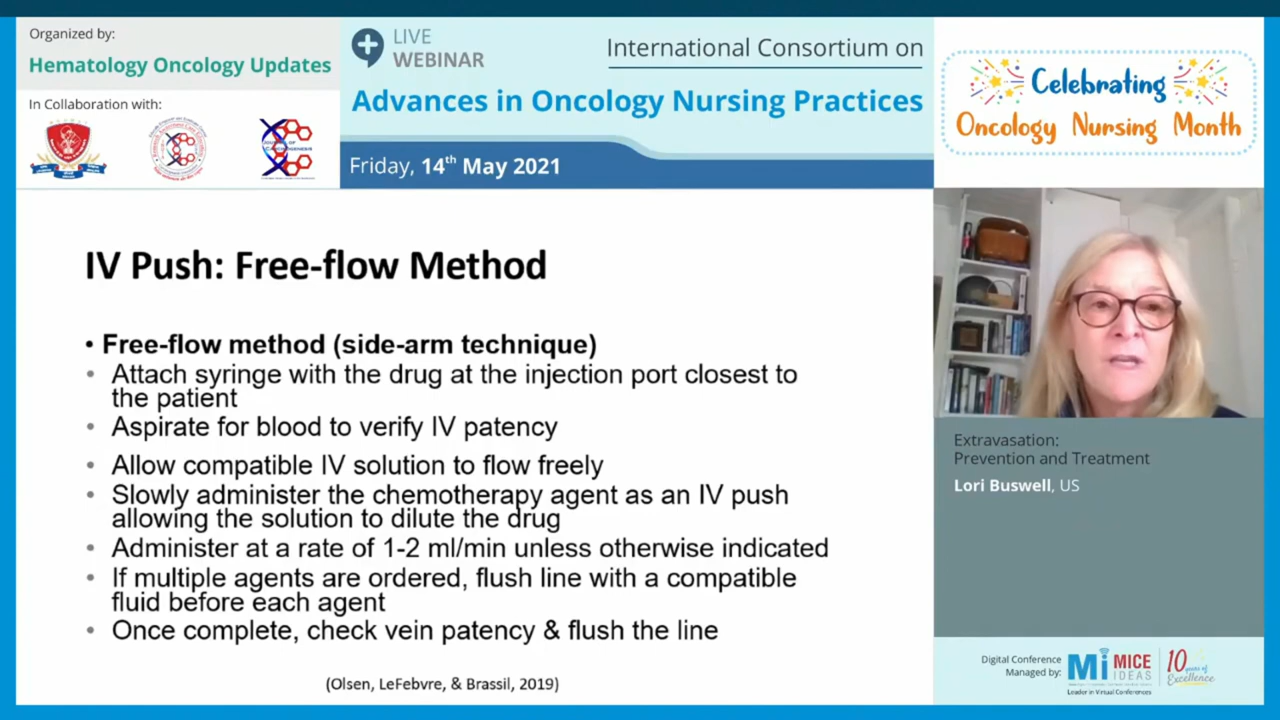 Organized by:
Hematology Oncology Updates
In Collaboration with:
LIVE
WEBINAR
International Consortium on
Advances in Oncology Nursing Practices
Friday, 14th May 2021
Celebrating
Oncology Nursing Month
IV Push: Free-flow Method
• Free-flow method (side-arm technique)
• Attach syringe with the drug at the injection port closest to
the patient
• Aspirate for blood to verify IV patency
• Allow compatible IV solution to flow freely
• Slowly administer the chemotherapy agent as an IV push
allowing the solution to dilute the drug
• Administer at a rate of 1-2 ml/min unless otherwise indicated
• If multiple agents are ordered, flush line with a compatible
fluid before each agent
• Once complete, check vein patency & flush the line
(Olsen, LeFebvre, & Brassil, 2019)
Extravasation:
Prevention and Treatment
Lori Buswell, US
Digital Conference
Managed by:
Mi MICE
IDEAS
Leader in Virtual Conferences
10 years of
Excellence